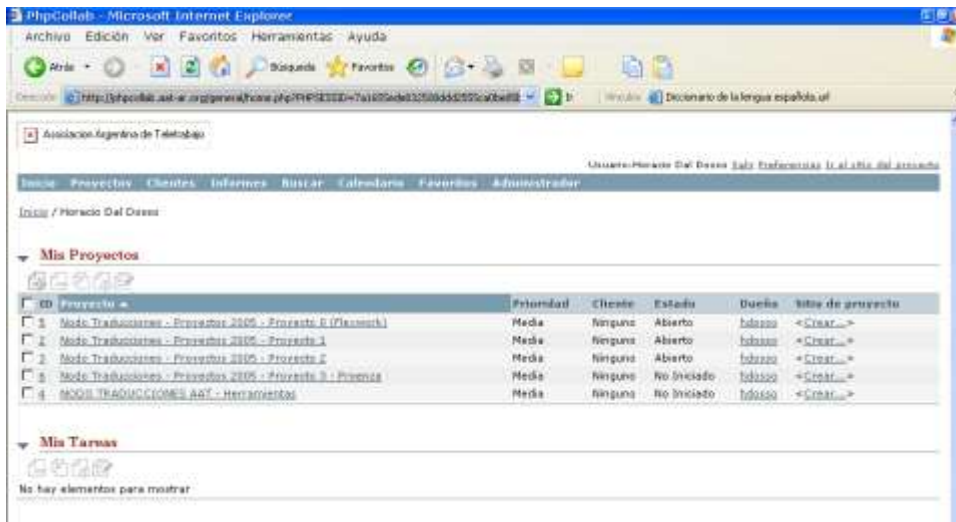 PhpCollab - Microsoft Internet Explorer
Archivo Edición Ver Favoritos Herramientas Ayuda
Atrás Búsqueda Favoritos
Dirección Ir Vínculos Diccionario de la lengua española.url
Asociacion Argentina de Teletrabajo
Usuario:Horacio Dal Dosso Salir Preferencias Ir al sitio del proyecto
Inicio Proyectos Clientes Informes Buscar Calendario Favoritos Administrador
Inicio / Horacio Dal Dosso
Mis Proyectos
ID Proyecto Prioridad Cliente Estado Dueño Sitio de proyecto
Nodo Traducciones - Proyectos 2005 - Proyecto (Flexwork) Media Ninguno Abierto hdosso <Crear...>
2 Nodo Traducciones - Proyectos 2005 - Proyecto 1 Media Ninguno Abierto hdosso <Crear...>
3 Nodo Traducciones - Proyectos 2005 - Proyecto 2 Media Ninguno Abierto hdosso <Crear...>
Nodo Traducciones - Proyectos 2005 - Proyecto 3 - Media Ninguno No Iniciado hdosso <Crear...>
4 NODO TRADUCCIONES AAT - Herramientas Media Ninguno No Iniciado hdosso <Crear...>
Mis Tareas
No hay elementos para mostrar